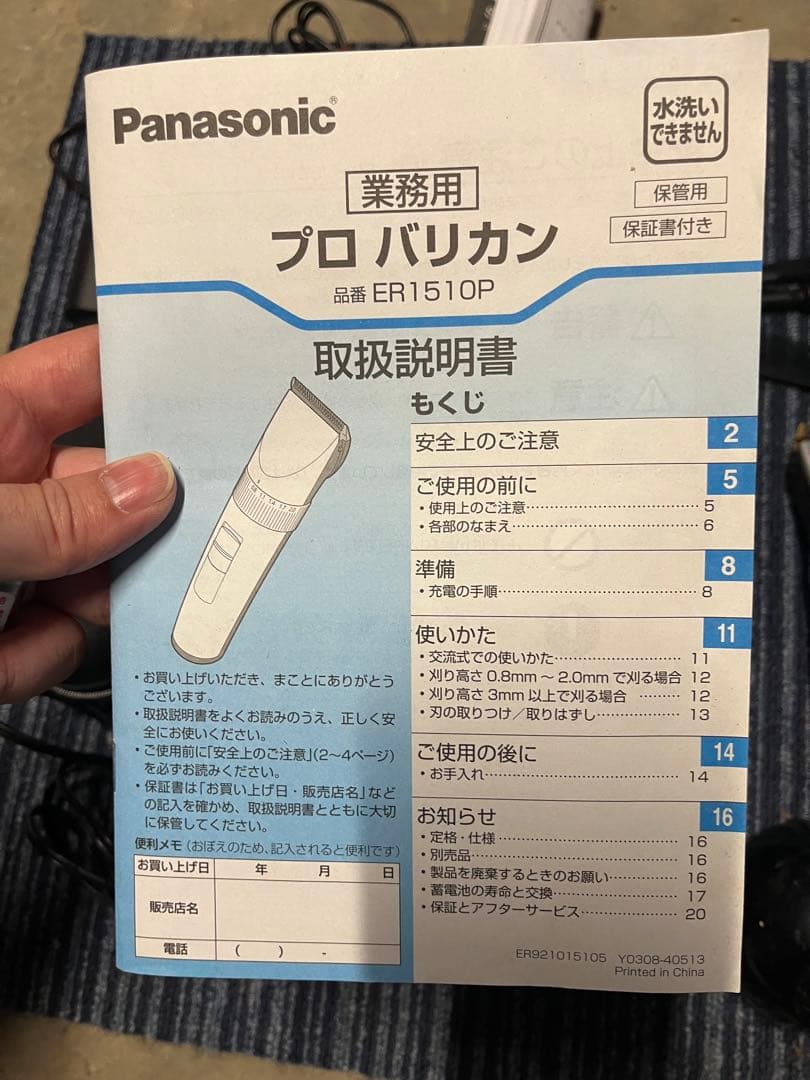 Panasonic®
水洗い
できません
業務用
保管用
保証書付き
プロ バリカン
品番 ER1510P
取扱説明書
もくじ
安全上のご注意 2
ご使用の前に 5
・使用上のご注意 5
・各部のなまえ 6
準備 8
・充電の手順 8
使いかた 11
・交流式での使いかた 11
・刈り高さ 0.8mm ～ 2.0mm で刈る場合 12
・刈り高さ 3mm 以上で刈る場合 12
・刃の取りつけ／取りはずし 13
ご使用の後に 14
・お手入れ 14
お知らせ 16
・定格・仕様 16
・別売品 16
・製品を廃棄するときのお願い 16
・蓄電池の寿命と交換 17
・保証とアフターサービス 20
・お買い上げいただき、まことにありがとう
ございます。
・取扱説明書をよくお読みのうえ、正しく安
全にお使いください。
・ご使用前に「安全上のご注意」(2～4ページ)
を必ずお読みください。
・保証書は「お買い上げ日・販売店名」など
の記入を確かめ、取扱説明書とともに大切
に保管してください。
便利メモ (おぼえのため、記入されると便利です)
お買い上げ日 年 月 日
販売店名
電話 ( ) -
ER921015105 Y0308-40513
Printed in China